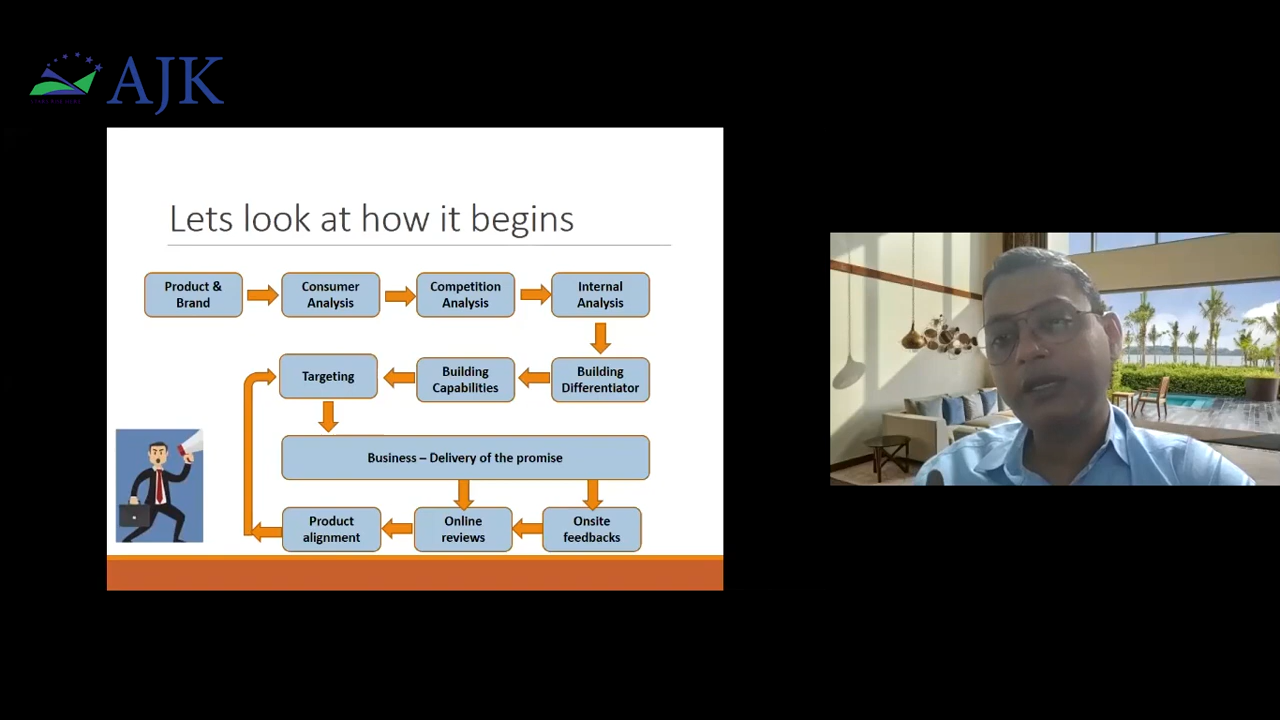 AJK
Lets look at how it begins
Product &
Brand
Consumer
Analysis
Competition
Analysis
Internal
Analysis
Targeting
Building
Capabilities
Building
Differentiator
Business – Delivery of the promise
Product
alignment
Online
reviews
Onsite
feedbacks